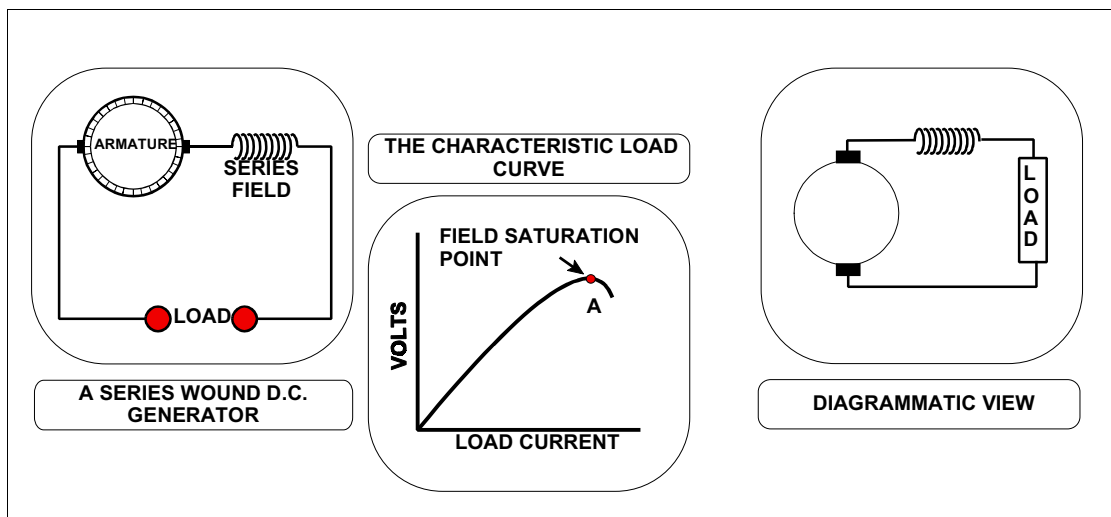 ARMATURE
SERIES
FIELD
LOAD
A SERIES WOUND D.C.
GENERATOR
THE CHARACTERISTIC LOAD
CURVE
FIELD SATURATION
POINT
A
VOLTS
LOAD CURRENT
LOAD
DIAGRAMMATIC VIEW